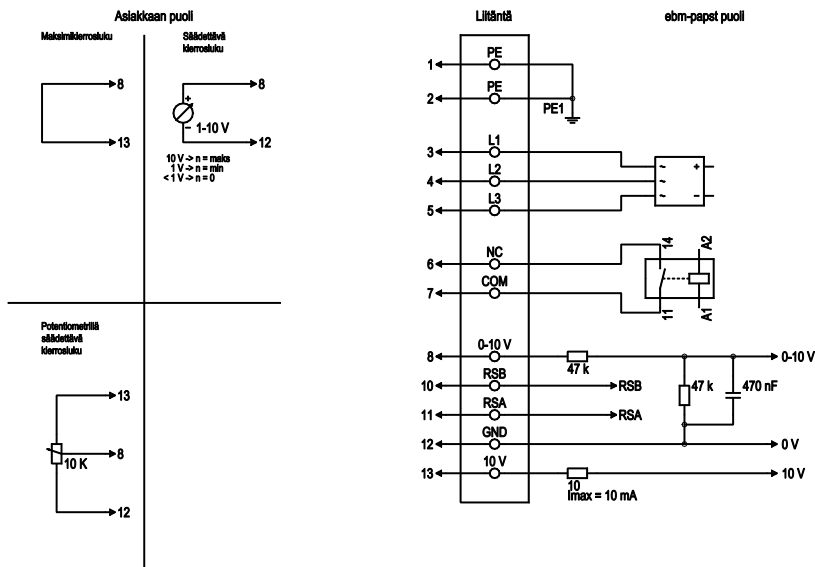 Asiakkaan puoli
Liitäntä
ebm-papst puoli
Maksimikierrosluku
8
13
Säädettävä
kierrosluku
+
8
1-10 V
–
12
10 V -> n = maks
1 V -> n = min
< 1 V -> n = 0
Potentiometrillä
säädettävä
kierrosluku
13
10 K
8
12
1
PE
2
PE
PE1
3
L1
4
L2
5
L3
~
~
~
+
–
6
NC
7
COM
14
A2
11
A1
8
0-10 V
47 k
0-10 V
10
RSB
RSB
47 k
470 nF
11
RSA
RSA
12
GND
0 V
13
10 V
10
Imax = 10 mA
10 V